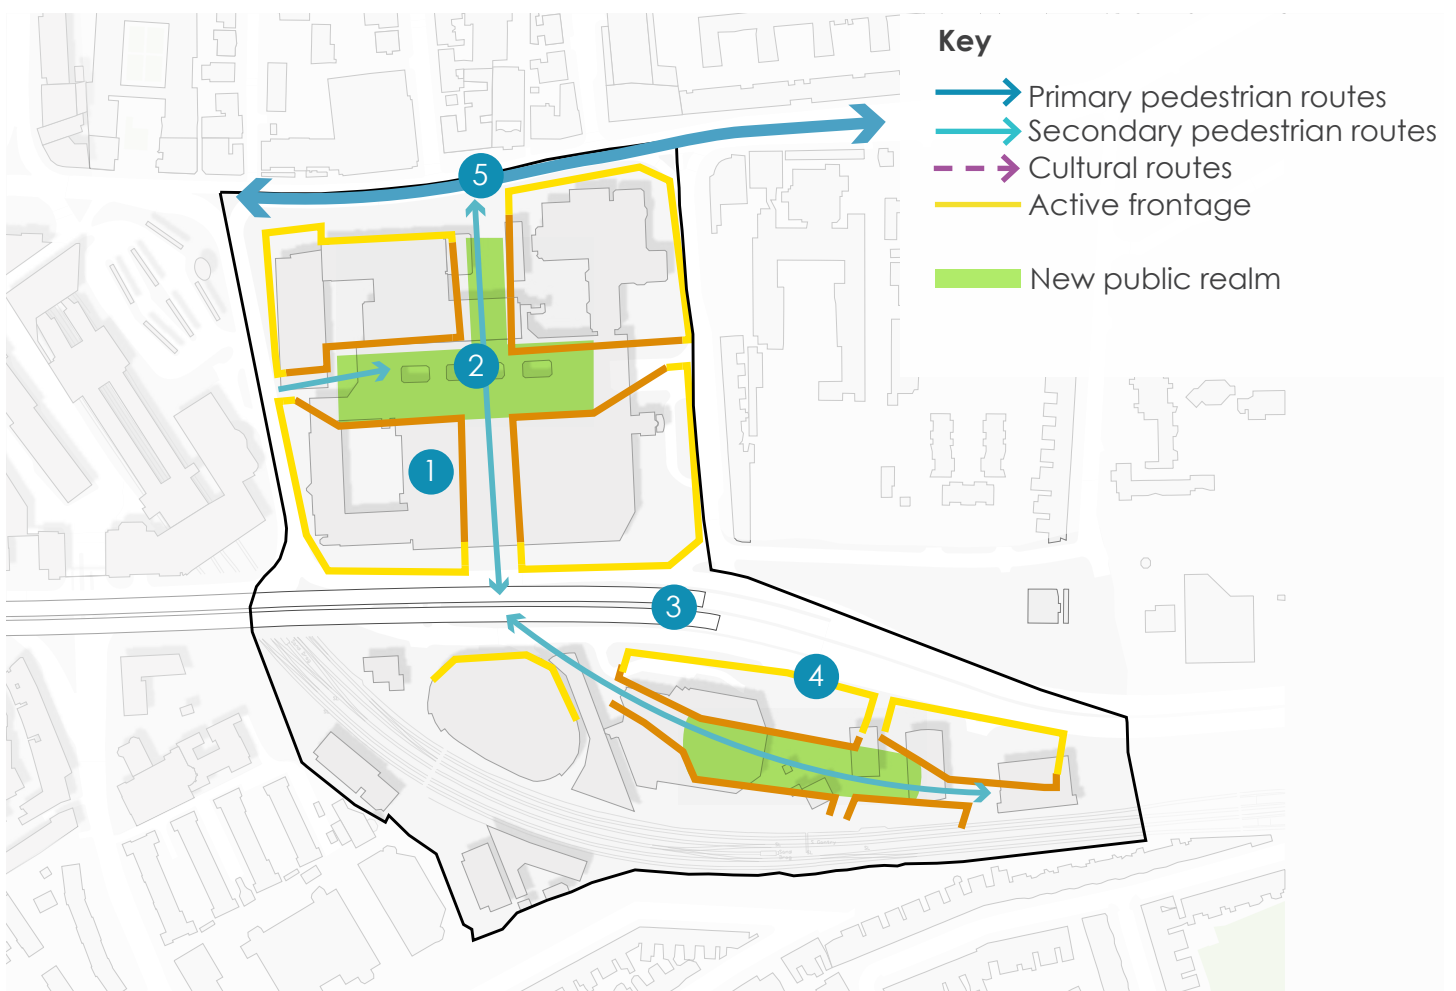 Key
Primary pedestrian routes
Secondary pedestrian routes
Cultural routes
Active frontage
New public realm
5
2
1
3
4